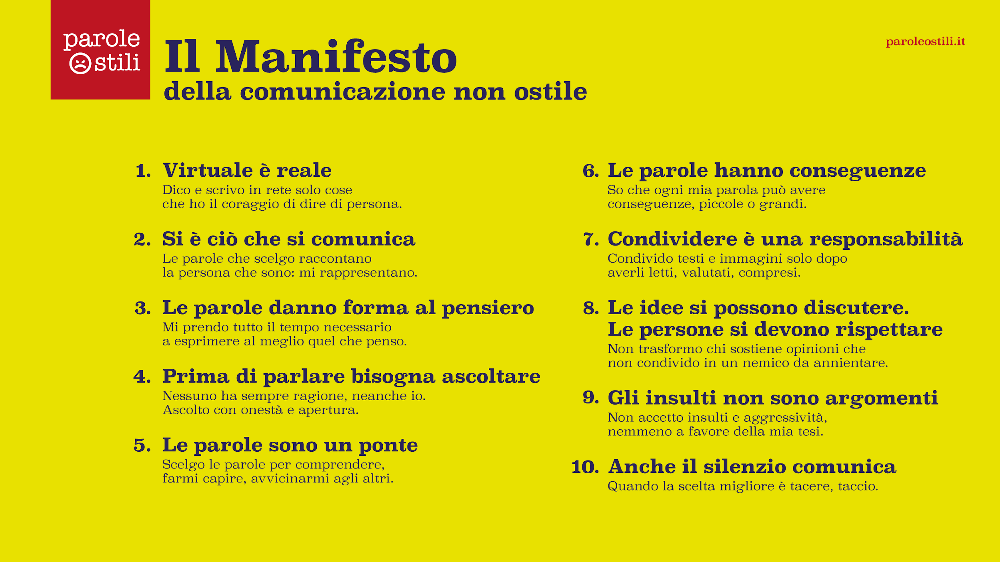 parole
ostili
Il Manifesto
della comunicazione non ostile
paroleostili.it
1. Virtuale è reale
Dico e scrivo in rete solo cose
che ho il coraggio di dire di persona.
2. Si è ciò che si comunica
Le parole che scelgo raccontano
la persona che sono: mi rappresentano.
3. Le parole danno forma al pensiero
Mi prendo tutto il tempo necessario
a esprimere al meglio quel che penso.
4. Prima di parlare bisogna ascoltare
Nessuno ha sempre ragione, neanche io.
Ascolto con onestà e apertura.
5. Le parole sono un ponte
Scelgo le parole per comprendere,
farmi capire, avvicinarmi agli altri.
6. Le parole hanno conseguenze
So che ogni mia parola può avere
conseguenze, piccole o grandi.
7. Condividere è una responsabilità
Condivido testi e immagini solo dopo
averli letti, valutati, compresi.
8. Le idee si possono discutere.
Le persone si devono rispettare
Non trasformo chi sostiene opinioni che
non condivido in un nemico da annientare.
9. Gli insulti non sono argomenti
Non accetto insulti e aggressività,
nemmeno a favore della mia tesi.
10. Anche il silenzio comunica
Quando la scelta migliore è tacere, taccio.